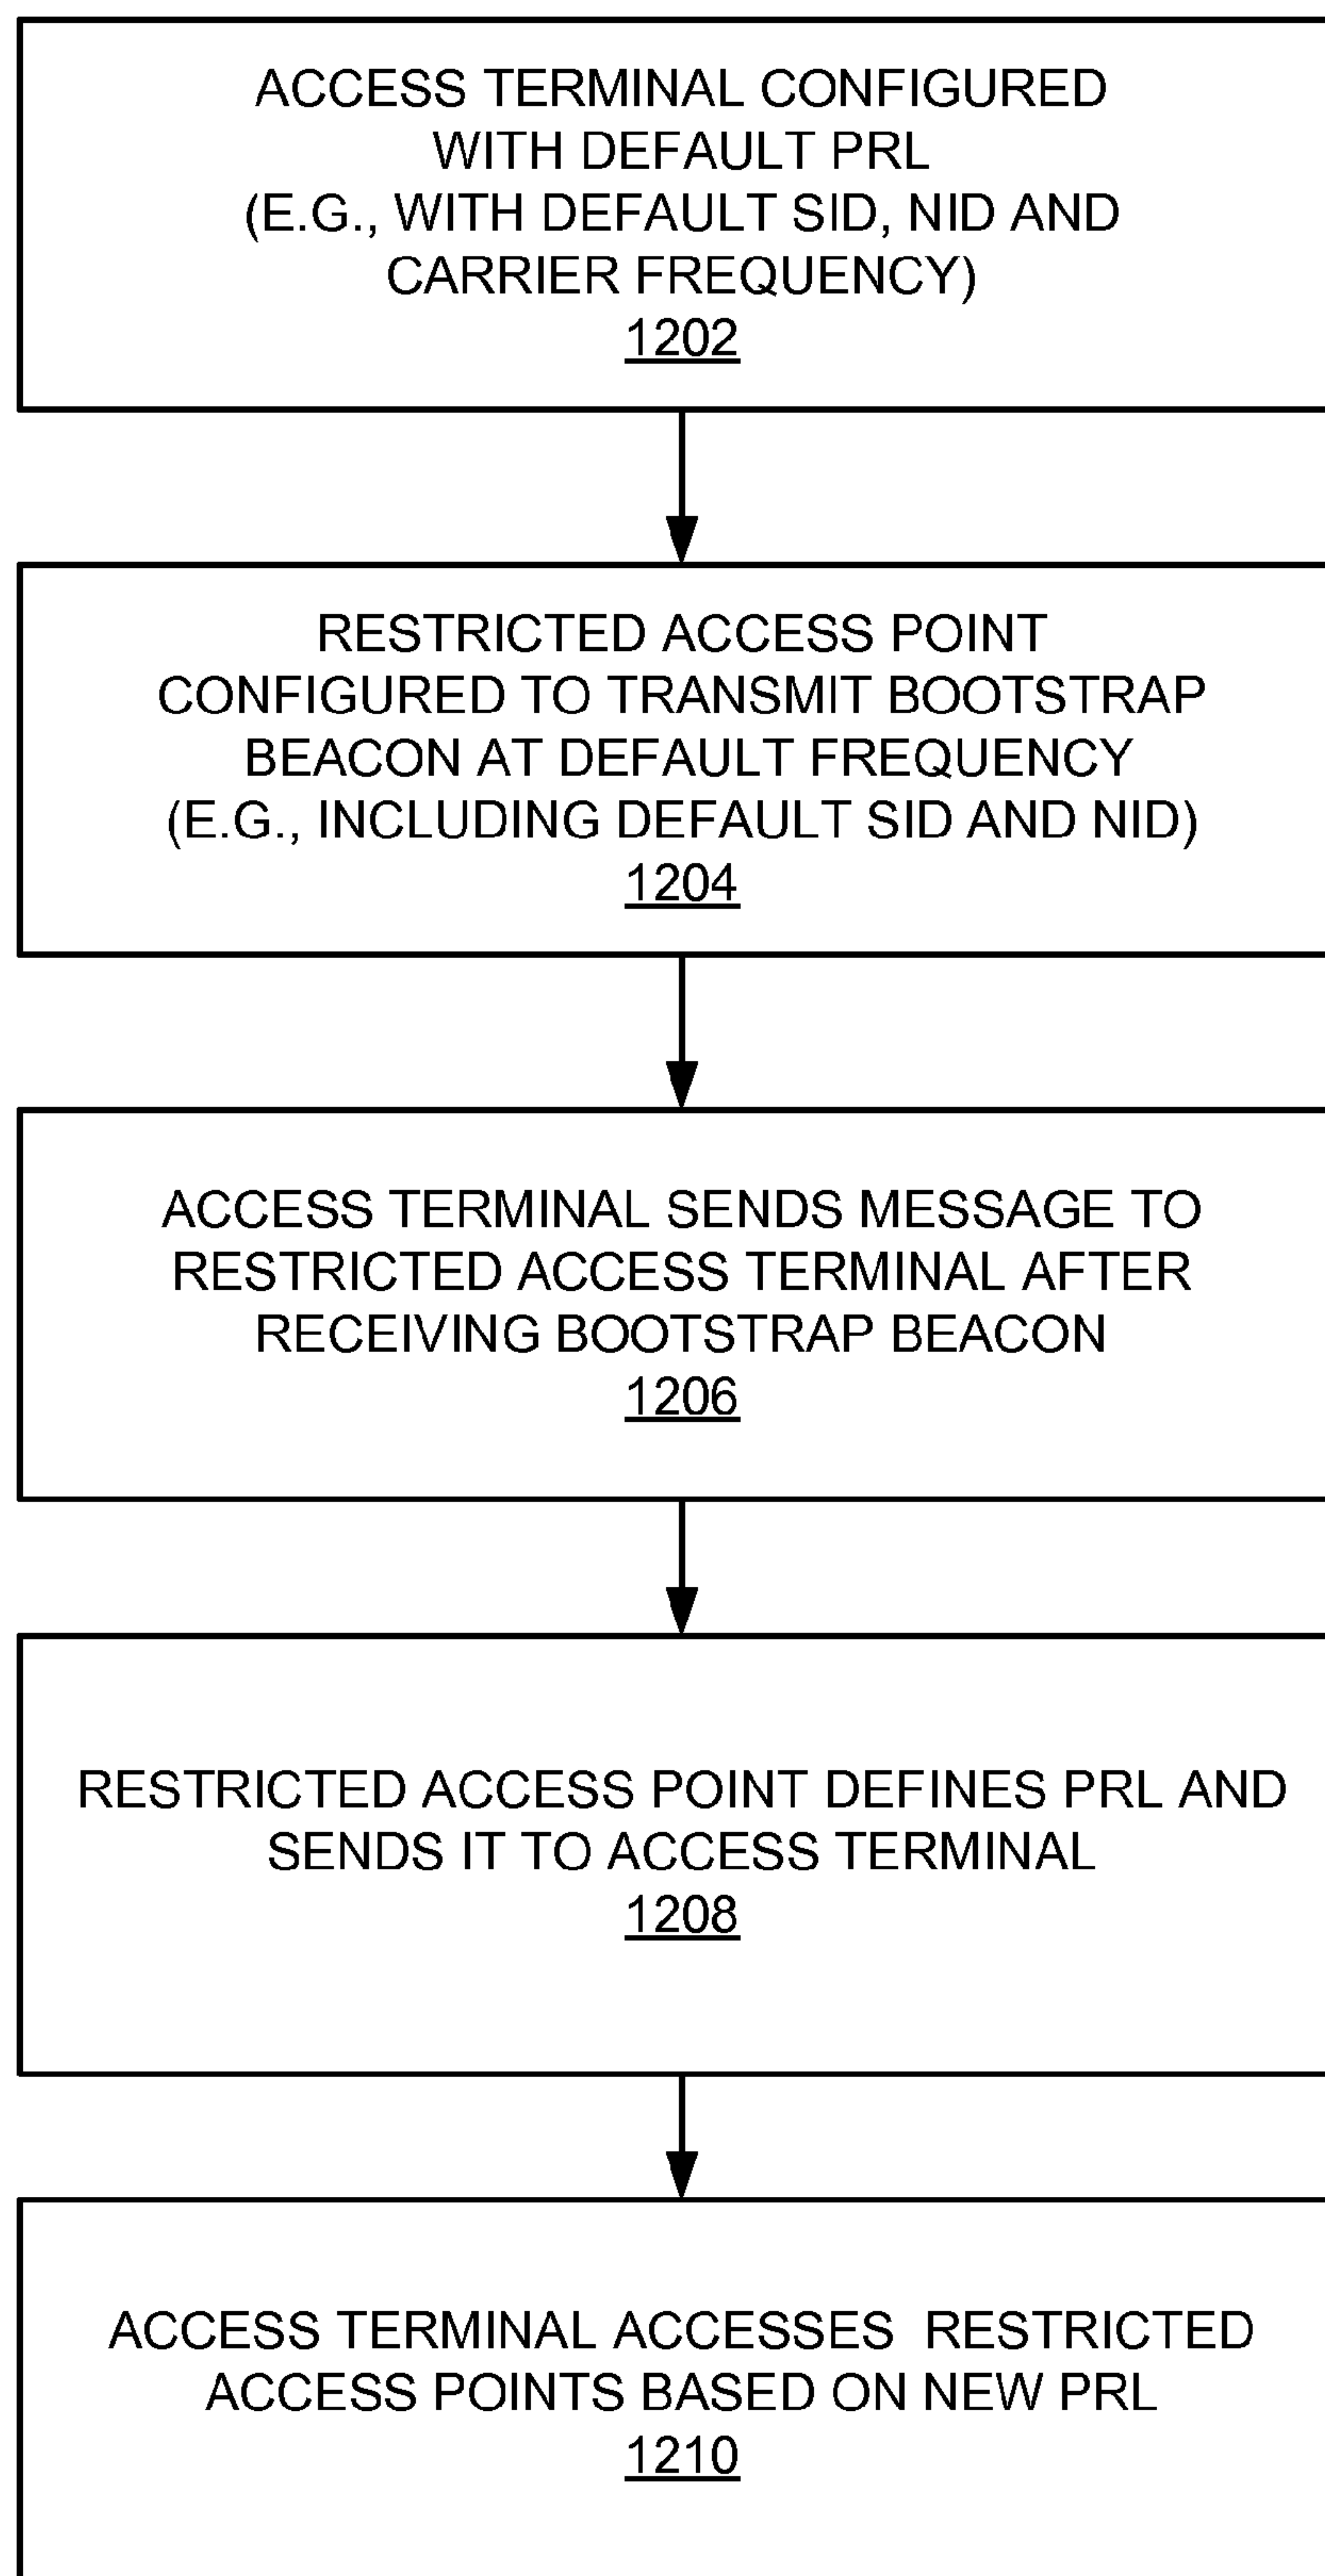 ACCESS TERMINAL CONFIGURED
WITH DEFAULT PRL
(E.G., WITH DEFAULT SID, NID AND
CARRIER FREQUENCY)
1202
RESTRICTED ACCESS POINT
CONFIGURED TO TRANSMIT BOOTSTRAP
BEACON AT DEFAULT FREQUENCY
(E.G., INCLUDING DEFAULT SID AND NID)
1204
ACCESS TERMINAL SENDS MESSAGE TO
RESTRICTED ACCESS TERMINAL AFTER
RECEIVING BOOTSTRAP BEACON
1206
RESTRICTED ACCESS POINT DEFINES PRL AND
SENDS IT TO ACCESS TERMINAL
1208
ACCESS TERMINAL ACCESSES RESTRICTED
ACCESS POINTS BASED ON NEW PRL
1210